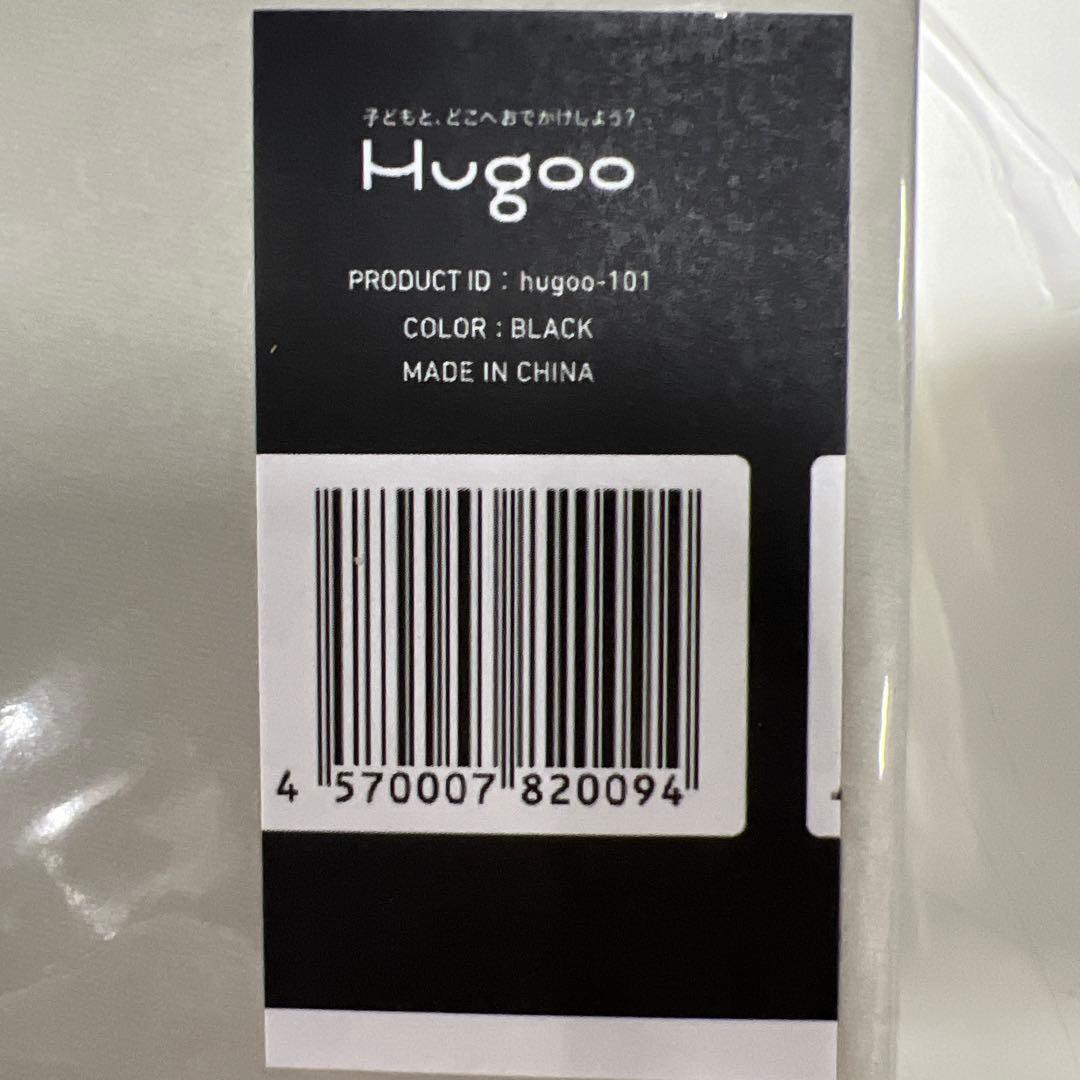 子どもと、どこへおでかけしよう?
Hugoo
PRODUCT ID : hugoo-101
COLOR : BLACK
MADE IN CHINA
4 570007 820094